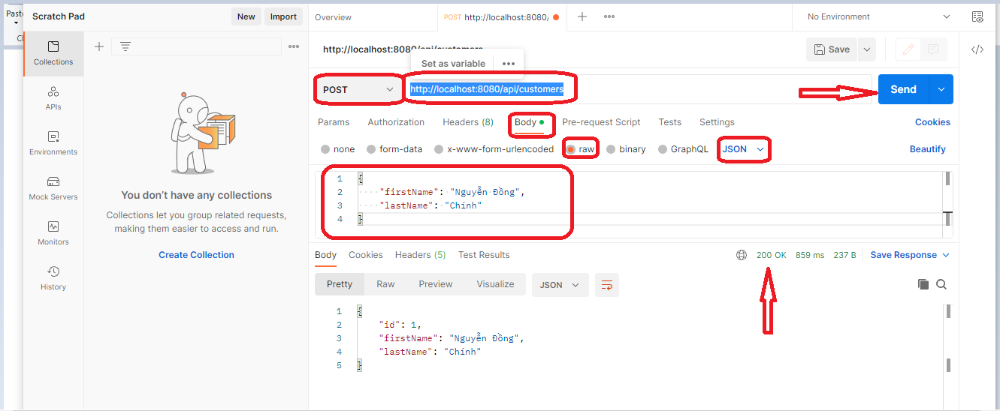 Paste
Scratch Pad
New
Import
Overview
POST http://localhost:8080/
No Environment
Collections
APIs
Environments
Mock Servers
Monitors
History
You don't have any collections
Collections let you group related requests,
making them easier to access and run.
Create Collection
http://localhost:8080/api/customers
Save
Set as variable
POST
http://localhost:8080/api/customers
Send
Params Authorization Headers (8) Body Pre-request Script Tests Settings Cookies
none form-data x-www-form-urlencoded raw binary GraphQL JSON Beautify
1 {
2 "firstName": "Nguyễn Đồng",
3 "lastName": "Chính"
4 }
Body Cookies Headers (5) Test Results 200 OK 859 ms 237 B Save Response
Pretty Raw Preview Visualize JSON
1 {
2 "id": 1,
3 "firstName": "Nguyễn Đồng",
4 "lastName": "Chính"
5 }